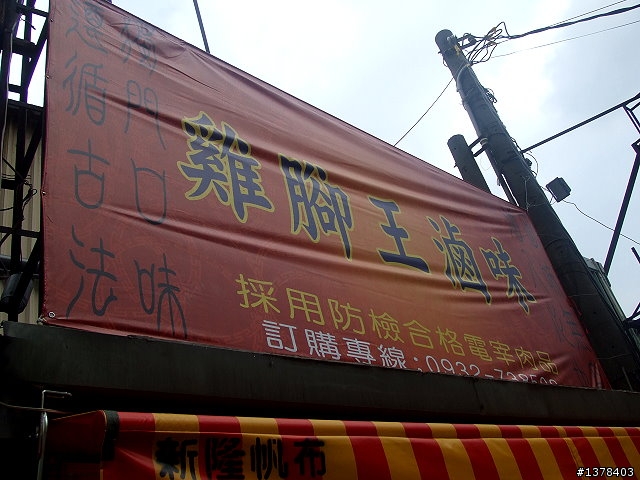 遵循古法
獨門口味
雞腳王滷味
採用防檢合格電宰肉品
訂購專線:0932-
新隆帆布
#1378403